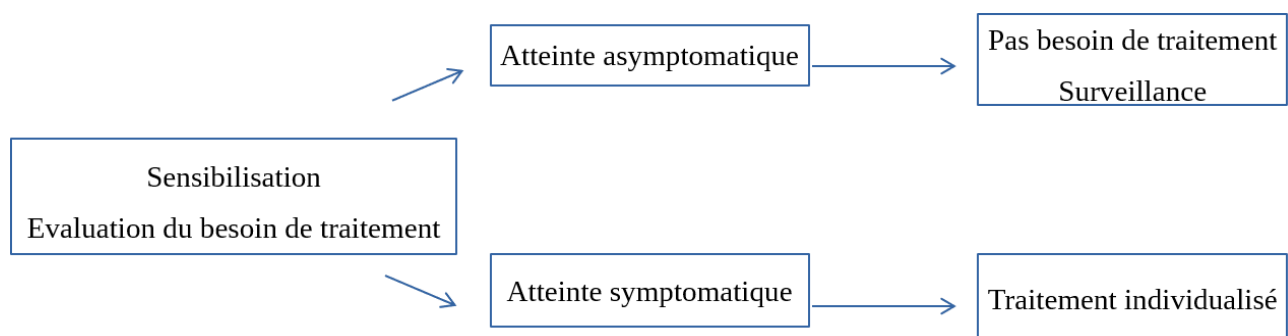 Atteinte asymptomatique
Pas besoin de traitement
Surveillance
Sensibilisation
Evaluation du besoin de traitement
Atteinte symptomatique
Traitement individualisé